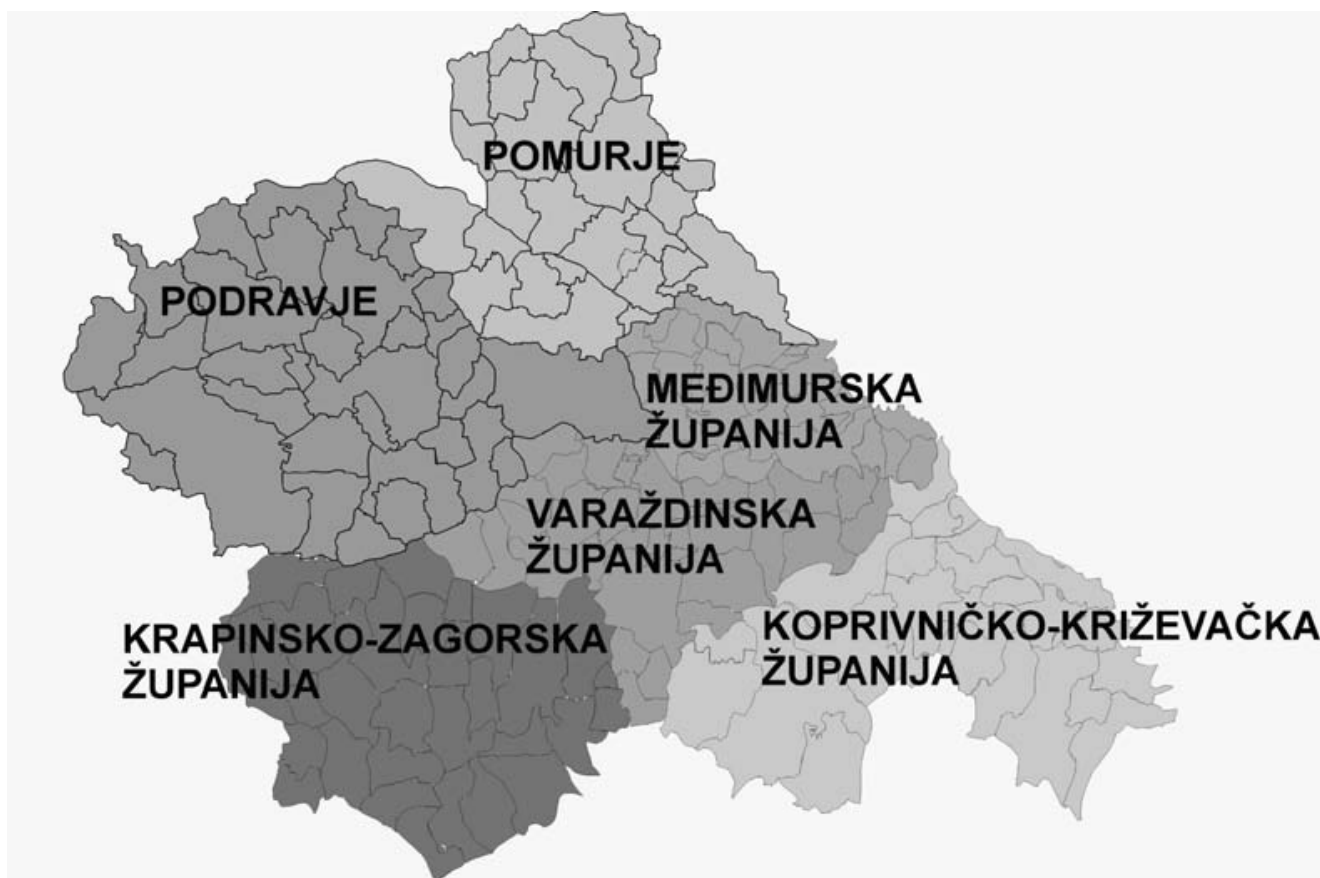 POMURJE
PODRAVJE
MEĐIMURSKA
ŽUPANIJA
VARAŽDINSKA
ŽUPANIJA
KRAPINSKO-ZAGORSKA
ŽUPANIJA
KOPRIVNIČKO-KRIŽEVAČKA
ŽUPANIJA